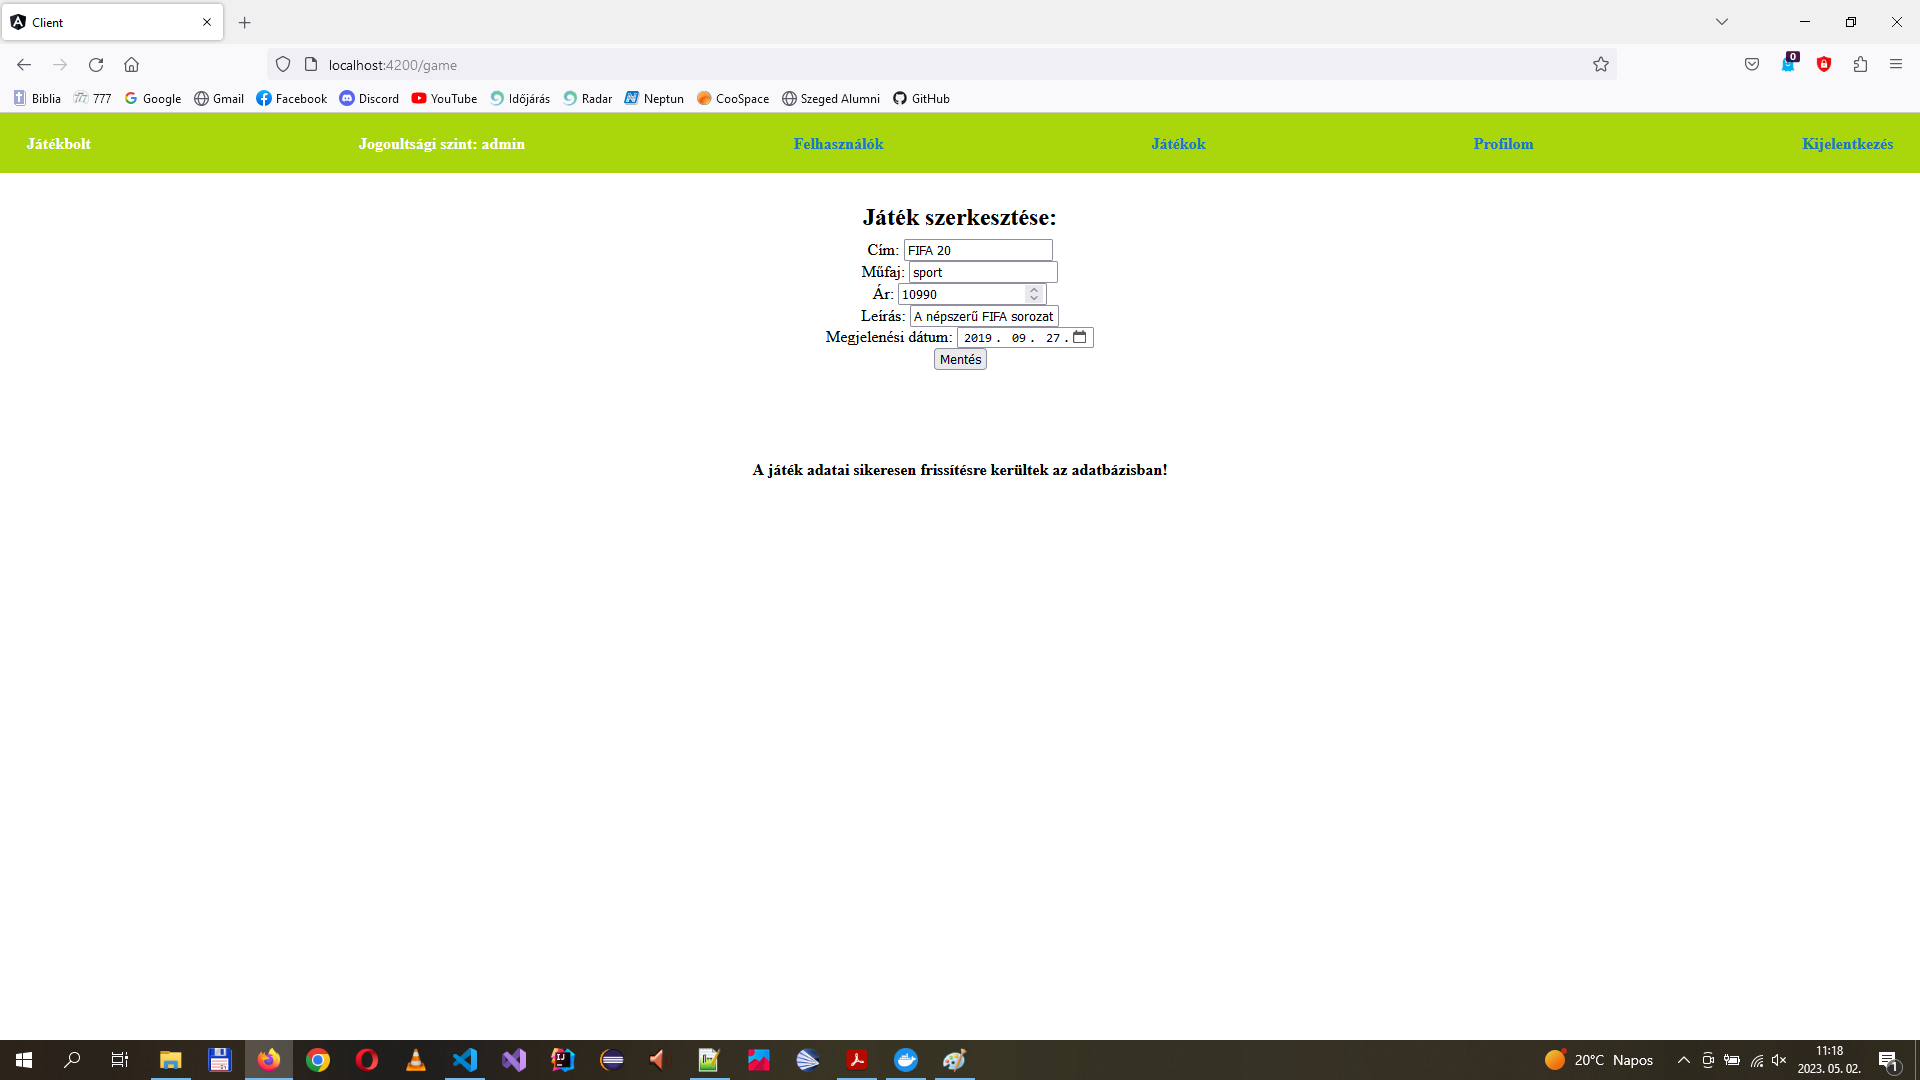 Client
localhost:4200/game
0
Biblia 777 Google Gmail Facebook Discord YouTube Időjárás Radar Neptun CooSpace Szeged Alumni GitHub
Játékbolt Jogoultsági szint: admin Felhasználók Játékok Profilom Kijelentkezés
Játék szerkesztése:
Cím: FIFA 20
Műfaj: sport
Ár: 10990
Leírás: A népszerű FIFA sorozat
Megjelenési dátum: 2019. 09. 27.
Mentés
A játék adatai sikeresen frissítésre kerültek az adatbázisban!
20°C Napos
11:18
2023. 05. 02.
1